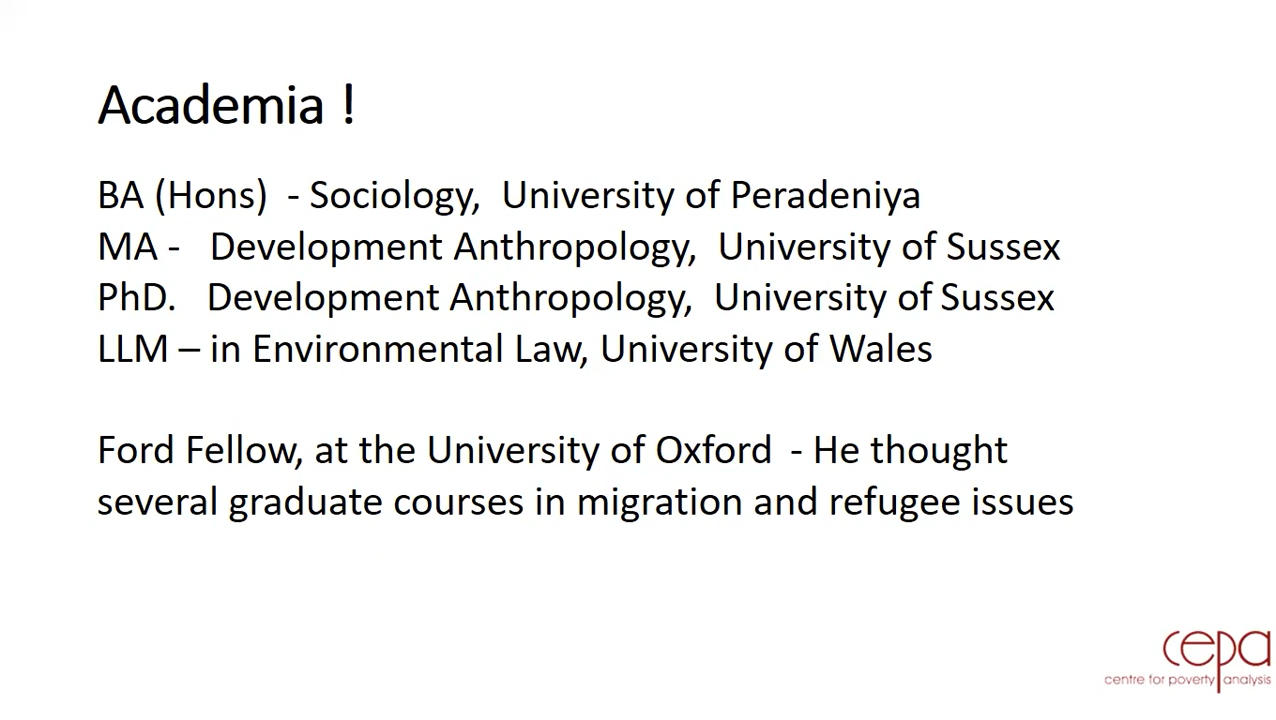 Academia !
BA (Hons)  - Sociology,  University of Peradeniya
MA -   Development Anthropology,  University of Sussex
PhD.   Development Anthropology,  University of Sussex
LLM – in Environmental Law, University of Wales
Ford Fellow, at the University of Oxford  - He thought
several graduate courses in migration and refugee issues
cepa
centre for poverty analysis